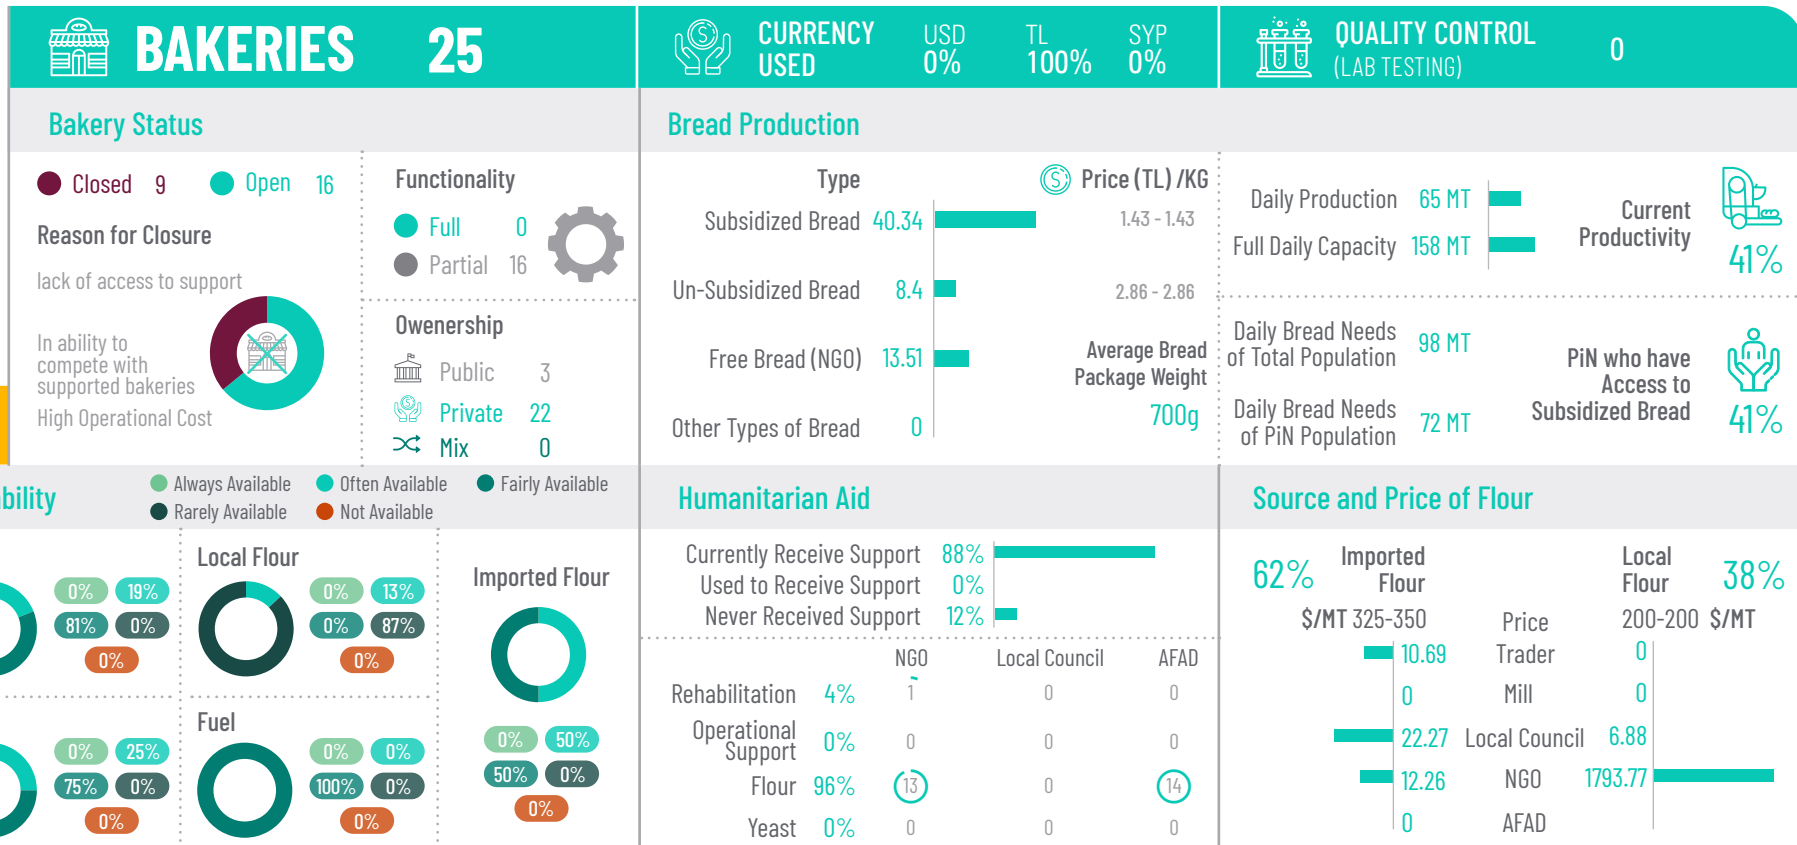 BAKERIES 25
CURRENCY USED
USD 0%
TL 100%
SYP 0%
QUALITY CONTROL (LAB TESTING) 0
Bakery Status
Closed 9
Open 16
Reason for Closure
lack of access to support
In ability to
compete with
supported bakeries
High Operational Cost
Functionality
Full 0
Partial 16
Owenership
Public 3
Private 22
Mix 0
Bread Production
Type
Price (TL) /KG
Subsidized Bread 40.34 1.43 - 1.43
Un-Subsidized Bread 8.4 2.86 - 2.86
Free Bread (NGO) 13.51
Other Types of Bread 0
Average Bread
Package Weight
700g
Daily Production 65 MT
Full Daily Capacity 158 MT
Current
Productivity
41%
Daily Bread Needs
of Total Population 98 MT
Daily Bread Needs
of PiN Population 72 MT
PiN who have
Access to
Subsidized Bread
41%
bility
Always Available
Often Available
Fairly Available
Rarely Available
Not Available
0% 19%
81% 0%
0%
Local Flour
0% 13%
0% 87%
0%
Imported Flour
0% 50%
50% 0%
0%
0% 25%
75% 0%
0%
Fuel
0% 0%
100% 0%
0%
Humanitarian Aid
Currently Receive Support 88%
Used to Receive Support 0%
Never Received Support 12%
NGO Local Council AFAD
Rehabilitation 4% 1 0 0
Operational
Support 0% 0 0 0
Flour 96% 13 0 14
Yeast 0% 0 0 0
Source and Price of Flour
62% Imported
Flour
Local
Flour 38%
$/MT 325-350 Price 200-200 $/MT
10.69 Trader 0
0 Mill 0
22.27 Local Council 6.88
12.26 NGO 1793.77
0 AFAD